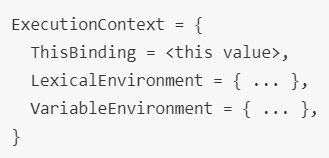 ExecutionContext = {
  ThisBinding = <this value>,
  LexicalEnvironment = { ... },
  VariableEnvironment = { ... },
}